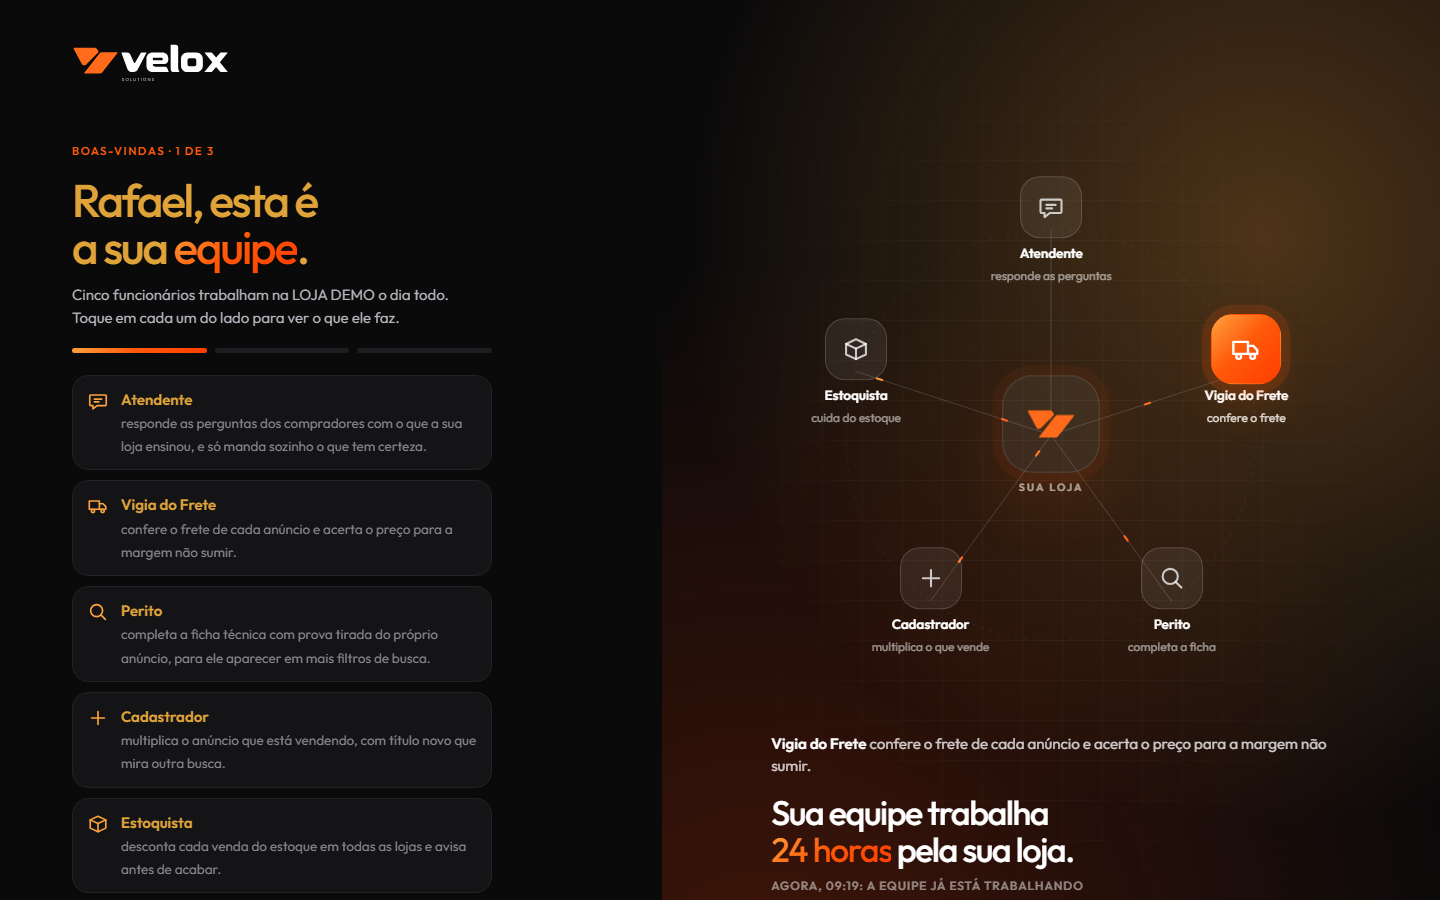 velox
SOLUTIONS
BOAS-VINDAS · 1 DE 3
Rafael, esta é
a sua equipe.
Cinco funcionários trabalham na LOJA DEMO o dia todo.
Toque em cada um do lado para ver o que ele faz.
Atendente
responde as perguntas dos compradores com o que a sua
loja ensinou, e só manda sozinho o que tem certeza.
Vigia do Frete
confere o frete de cada anúncio e acerta o preço para a
margem não sumir.
Perito
completa a ficha técnica com prova tirada do próprio
anúncio, para ele aparecer em mais filtros de busca.
Cadastrador
multiplica o anúncio que está vendendo, com título novo que
mira outra busca.
Estoquista
desconta cada venda do estoque em todas as lojas e avisa
antes de acabar.
Atendente
responde as perguntas
Estoquista
cuida do estoque
Vigia do Frete
confere o frete
SUA LOJA
Cadastrador
multiplica o que vende
Perito
completa a ficha
Vigia do Frete confere o frete de cada anúncio e acerta o preço para a margem não
sumir.
Sua equipe trabalha
24 horas pela sua loja.
AGORA, 09:19: A EQUIPE JÁ ESTÁ TRABALHANDO